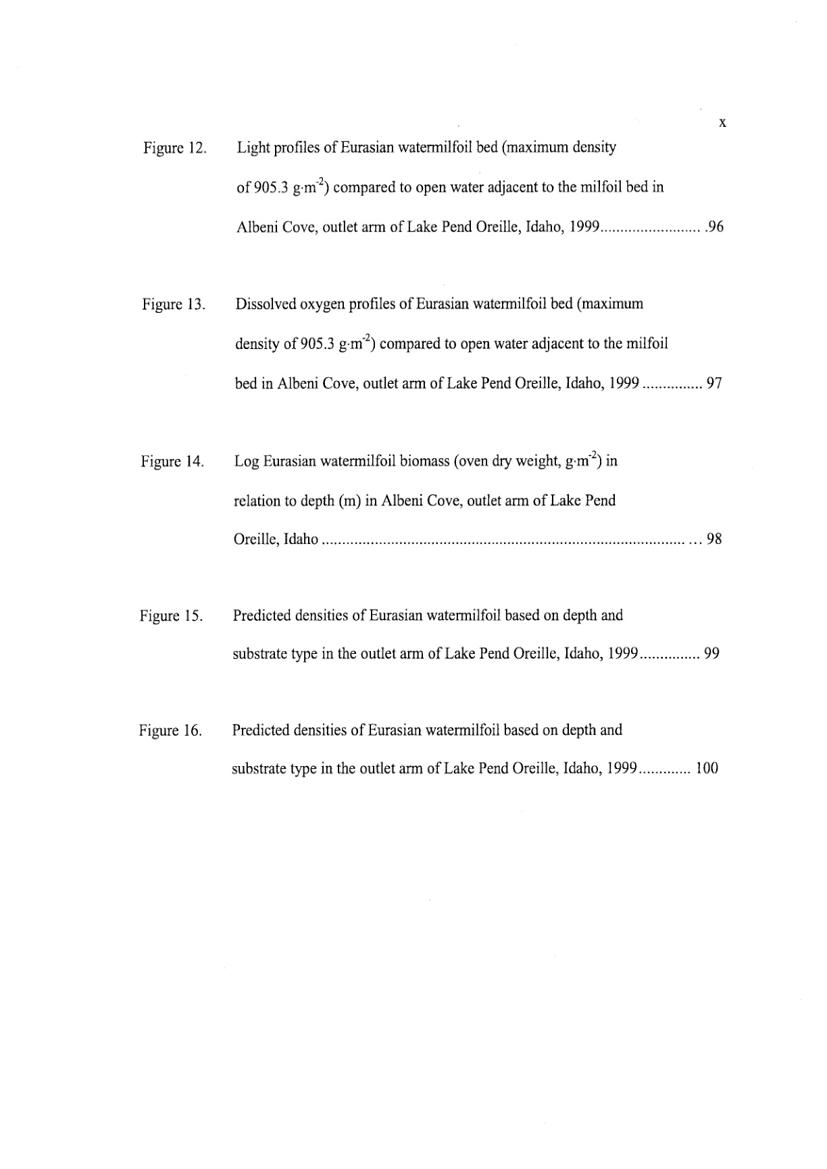 x
Figure 12. Light profiles of Eurasian watermilfoil bed (maximum density
of 905.3 g·m⁻²) compared to open water adjacent to the milfoil bed in
Albeni Cove, outlet arm of Lake Pend Oreille, Idaho, 1999......................... .96
Figure 13. Dissolved oxygen profiles of Eurasian watermilfoil bed (maximum
density of 905.3 g·m⁻²) compared to open water adjacent to the milfoil
bed in Albeni Cove, outlet arm of Lake Pend Oreille, Idaho, 1999 ............... 97
Figure 14. Log Eurasian watermilfoil biomass (oven dry weight, g·m⁻²) in
relation to depth (m) in Albeni Cove, outlet arm of Lake Pend
Oreille, Idaho .......................................................................................... ... 98
Figure 15. Predicted densities of Eurasian watermilfoil based on depth and
substrate type in the outlet arm of Lake Pend Oreille, Idaho, 1999............... 99
Figure 16. Predicted densities of Eurasian watermilfoil based on depth and
substrate type in the outlet arm of Lake Pend Oreille, Idaho, 1999............. 100